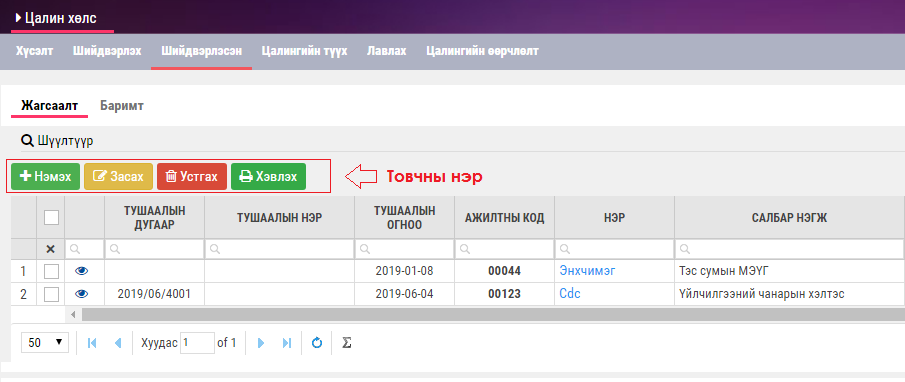 Цалин хөлс
Хүсэлт Шийдвэрлэх Шийдвэрлэсэн Цалингийн түүх Лавлах Цалингийн өөрчлөлт
Жагсаалт Баримт
Шүүлтүүр
Нэмэх Засах Устгах Хэвлэх Товчны нэр
ТУШААЛЫН ДУГААР ТУШААЛЫН НЭР ТУШААЛЫН ОГНОО АЖИЛТНЫ КОД НЭР САЛБАР НЭГЖ
1 2019-01-08 00044 Энхчимэг Тэс сумын МЭҮГ
2 2019/06/4001 2019-06-04 00123 Cdc Үйлчилгээний чанарын хэлтэс
50 Хуудас 1 of 1 Σ